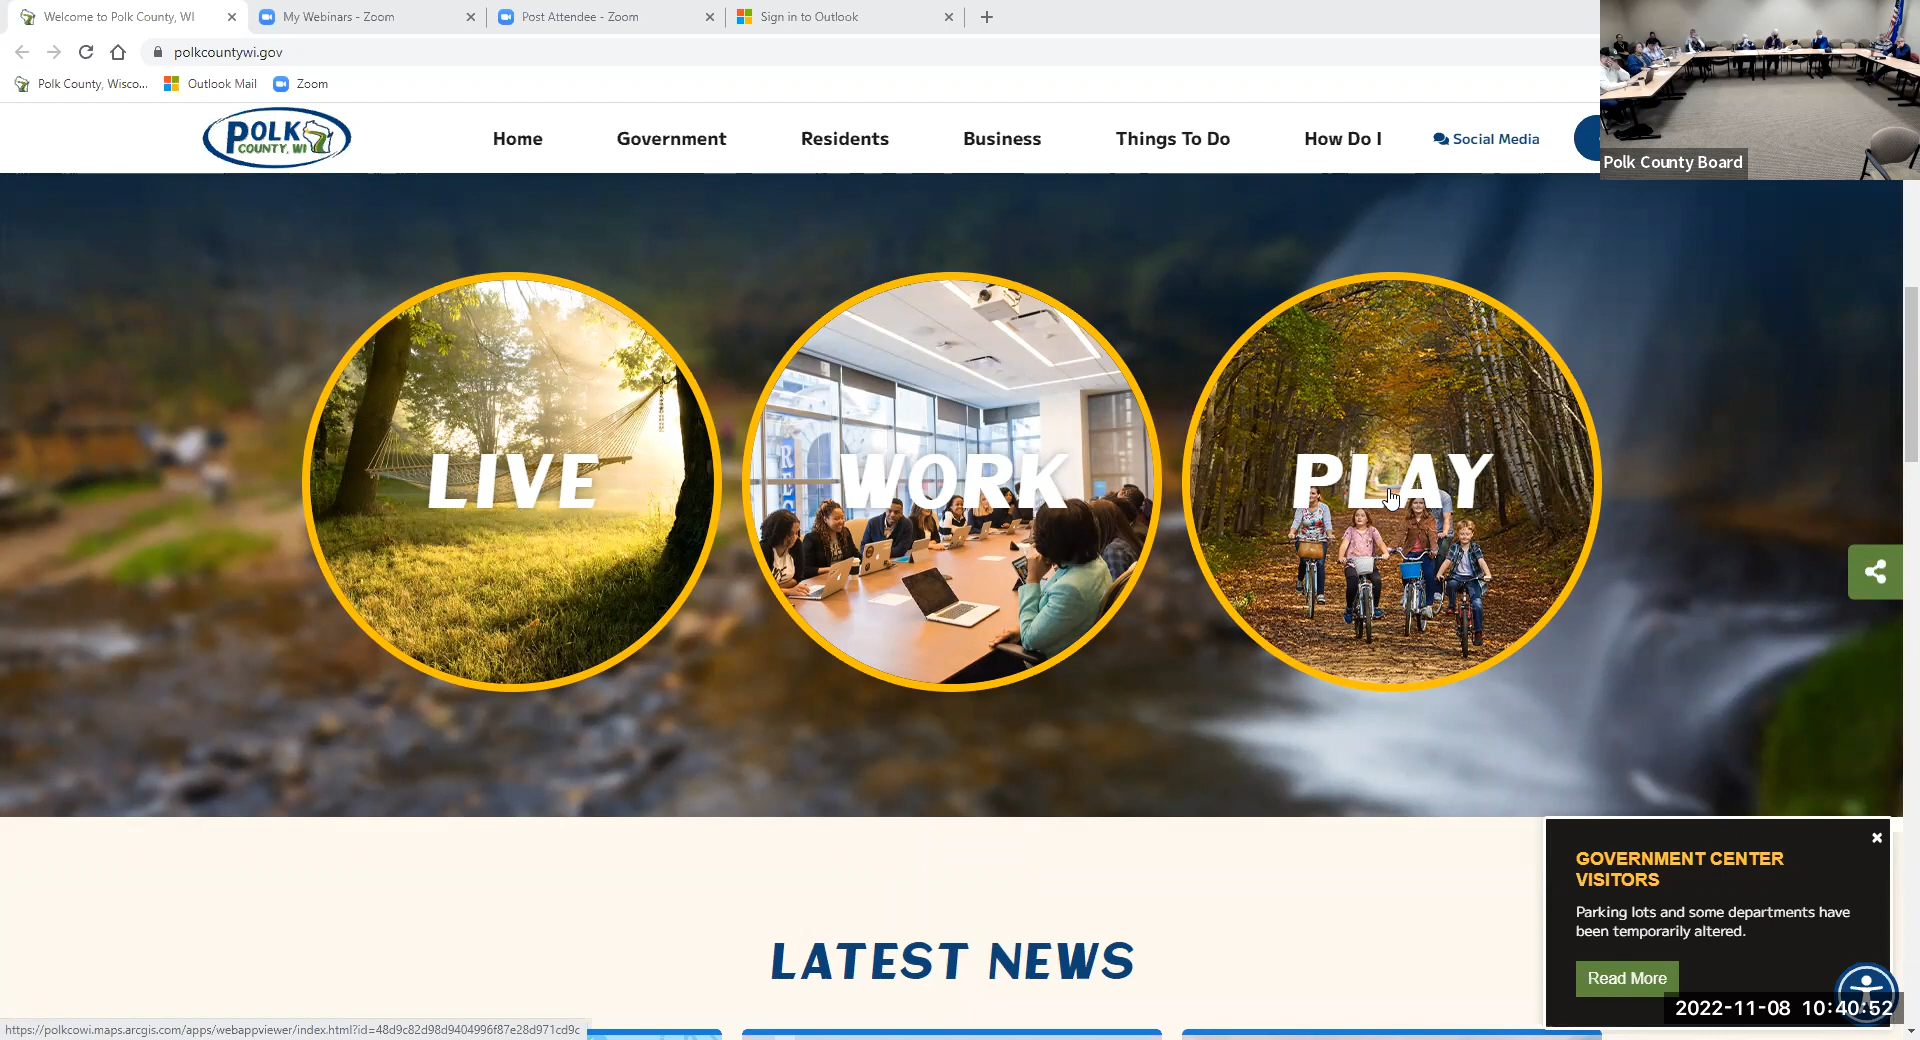 Welcome to Polk County, WI
My Webinars - Zoom
Post Attendee - Zoom
Sign in to Outlook
polkcountywi.gov
Polk County, Wisco...
Outlook Mail
Zoom
POLK
COUNTY, WI
Home
Government
Residents
Business
Things To Do
How Do I
Social Media
Polk County Board
LIVE
WORK
PLAY
GOVERNMENT CENTER
VISITORS
Parking lots and some departments have
been temporarily altered.
Read More
LATEST NEWS
2022-11-08 10:40:52
https://polkcowi.maps.arcgis.com/apps/webappviewer/index.html?id=48d9c82d98d9404996f87e28d971cd9c